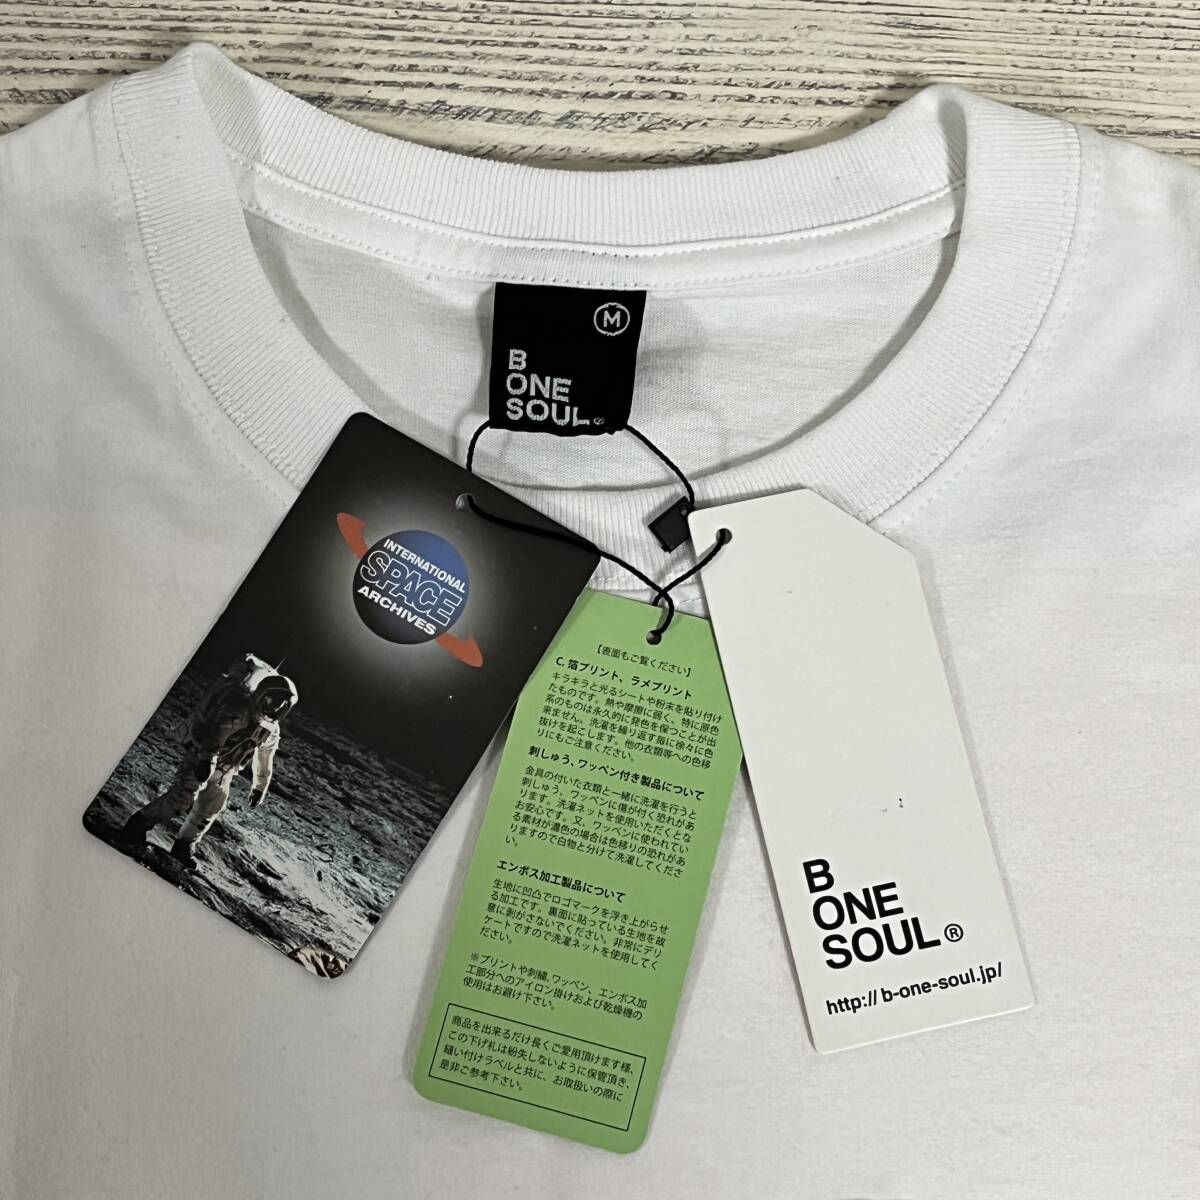 M
B
ONE
SOUL®
INTERNATIONAL
SPACE
ARCHIVES
【表面もご覧ください】
C. 箔プリント、ラメプリント
キラキラと光るシートや粉末を貼り付け
たものです。熱や摩擦に弱く、特に原色
系のものは永久的に発色を保つことが出
来ません。洗濯を繰り返す毎に徐々に色
抜けを起こします。他の衣類等への色移
りにもご注意ください。
刺しゅう、ワッペン付き製品について
金具の付いた衣類と一緒に洗濯を行うと
刺しゅう、ワッペンに傷が付く恐れがあ
ります。洗濯ネットを使用いただくとな
お安心です。又、ワッペンに使われてい
る素材が濃色の場合は色移りの恐れがあ
りますので白物と分けて洗濯してくださ
い。
エンボス加工製品について
生地に凹凸でロゴマークを浮き上がらせ
る加工です。裏面に貼っている生地を故
意に剥がさないでください。非常にデリ
ケートですので洗濯ネットを使用してく
ださい。
※プリントや刺繍、ワッペン、エンボス加
工部分へのアイロン掛けおよび乾燥機の
使用はお避け下さい。
商品を出来るだけ長くご愛用頂けます様、
この下げ札は紛失しないように保管頂き、
縫い付けラベルと共に、お取扱いの際に
是非ご参考下さい。
B
ONE
SOUL®
http://b-one-soul.jp/